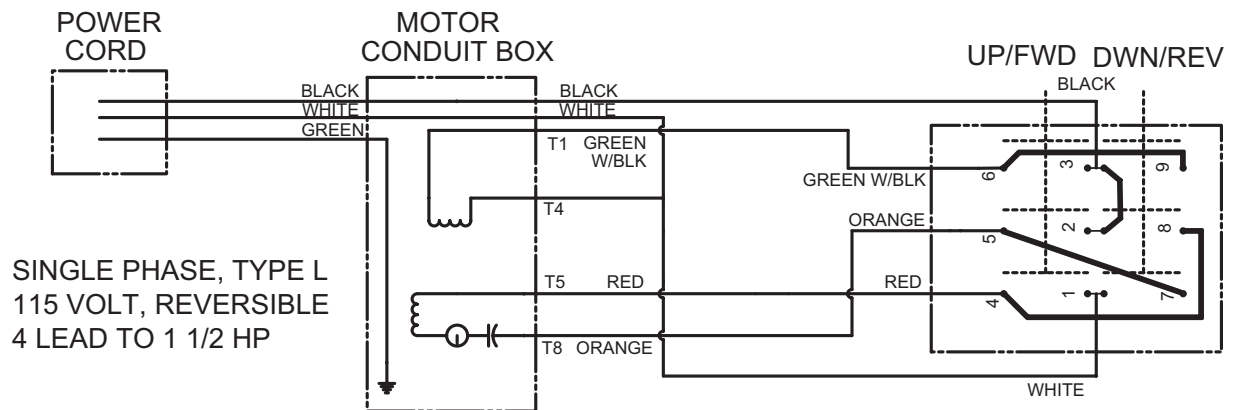 POWER
CORD
MOTOR
CONDUIT BOX
UP/FWD DWN/REV
BLACK
BLACK
BLACK
WHITE
WHITE
GREEN
T1 GREEN
W/BLK
GREEN W/BLK
6
3
9
T4
ORANGE
5
2
8
SINGLE PHASE, TYPE L
115 VOLT, REVERSIBLE
4 LEAD TO 1 1/2 HP
T5 RED
RED
4
1
7
T8 ORANGE
WHITE